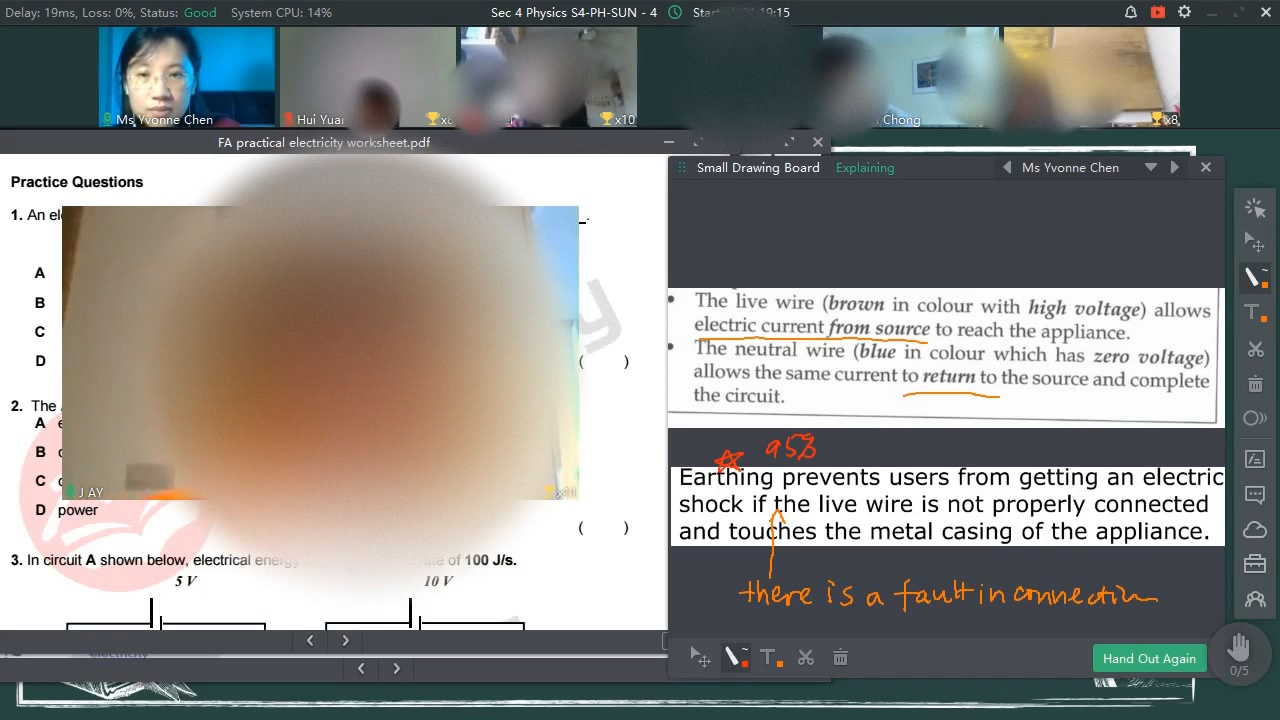 Delay: 19ms, Loss: 0%, Status: Good System CPU: 14% Sec 4 Physics S4-PH-SUN - 4 19:15
Ms Yvonne Chen Hui Yuan x10 Chong x8
FA practical electricity worksheet.pdf
Small Drawing Board Explaining Ms Yvonne Chen
Practice Questions
1. An
A
B
C
D ( )
2. The
A
B
C
D power
( )
3. In circuit A shown below, electrical energy of 100 J/s.
5 V 10 V
J AY
The live wire (brown in colour with high voltage) allows
electric current from source to reach the appliance.
The neutral wire (blue in colour which has zero voltage)
allows the same current to return to the source and complete
the circuit.
95%
Earthing prevents users from getting an electric
shock if the live wire is not properly connected
and touches the metal casing of the appliance.
there is a fault in connection
Hand Out Again
0/5
electricity